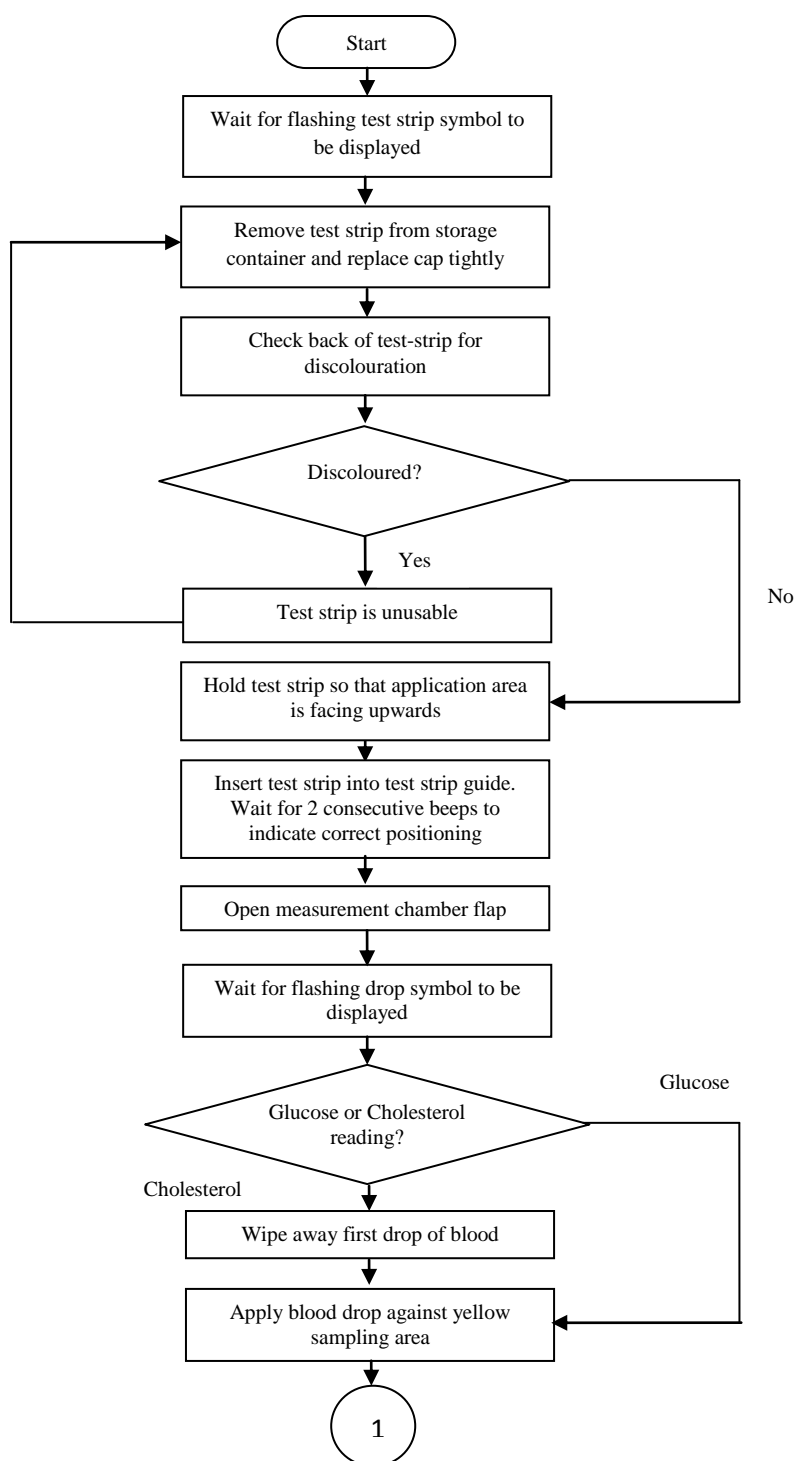 Start
Wait for flashing test strip symbol to
be displayed
Remove test strip from storage
container and replace cap tightly
Check back of test-strip for
discolouration
Discoloured?
Yes
No
Test strip is unusable
Hold test strip so that application area
is facing upwards
Insert test strip into test strip guide.
Wait for 2 consecutive beeps to
indicate correct positioning
Open measurement chamber flap
Wait for flashing drop symbol to be
displayed
Glucose
Glucose or Cholesterol
reading?
Cholesterol
Wipe away first drop of blood
Apply blood drop against yellow
sampling area
1